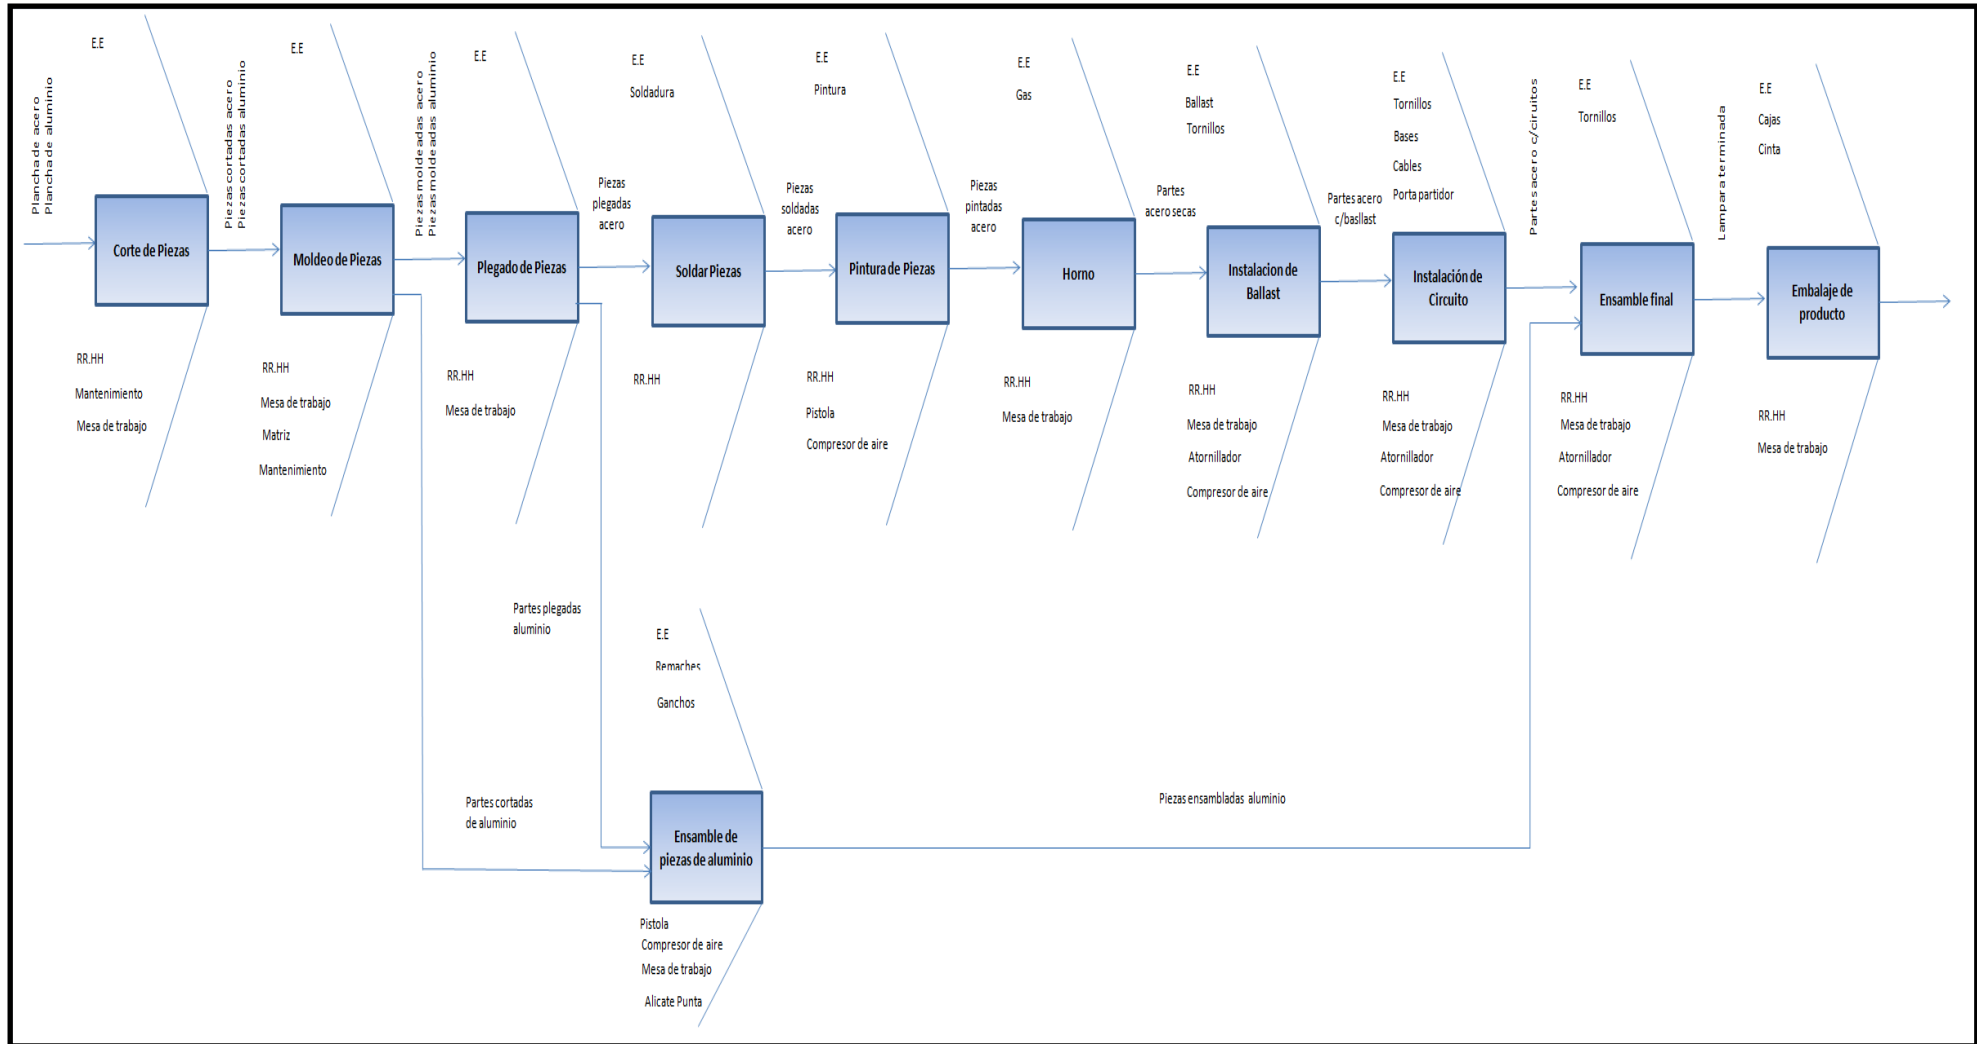 Plancha de acero
Plancha de aluminio
E.E
Corte de Piezas
RR.HH
Mantenimiento
Mesa de trabajo
Piezas cortadas acero
Piezas cortadas aluminio
E.E
Moldeo de Piezas
RR.HH
Mesa de trabajo
Matriz
Mantenimiento
Piezas moldeadas acero
Piezas moldeadas aluminio
E.E
Plegado de Piezas
RR.HH
Mesa de trabajo
Piezas
plegadas
acero
E.E
Soldadura
Soldar Piezas
RR.HH
Piezas
soldadas
acero
E.E
Pintura
Pintura de Piezas
RR.HH
Pistola
Compresor de aire
Piezas
pintadas
acero
E.E
Gas
Horno
RR.HH
Mesa de trabajo
Partes
acero secas
E.E
Ballast
Tornillos
Instalacion de
Ballast
RR.HH
Mesa de trabajo
Atornillador
Compresor de aire
Partes acero
c/basllast
E.E
Tornillos
Bases
Cables
Porta partidor
Instalación de
Circuito
RR.HH
Mesa de trabajo
Atornillador
Compresor de aire
Partes acero c/ciruitos
E.E
Tornillos
Ensamble final
RR.HH
Mesa de trabajo
Atornillador
Compresor de aire
Lampara terminada
E.E
Cajas
Cinta
Embalaje de
producto
RR.HH
Mesa de trabajo
Partes plegadas
aluminio
Partes cortadas
de aluminio
E.E
Remaches
Ganchos
Ensamble de
piezas de aluminio
Pistola
Compresor de aire
Mesa de trabajo
Alicate Punta
Piezas ensambladas aluminio